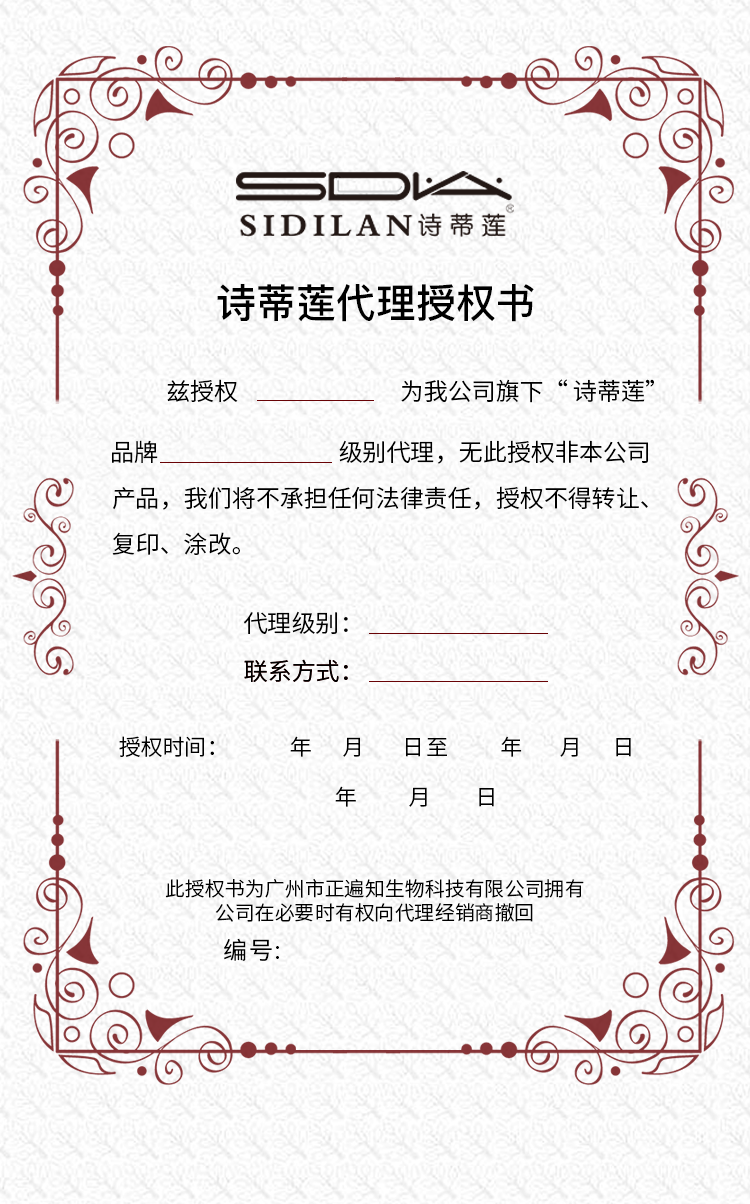 SDIA
SIDILAN诗蒂莲®
诗蒂莲代理授权书
兹授权 为我公司旗下“诗蒂莲”
品牌 级别代理，无此授权非本公司
产品，我们将不承担任何法律责任，授权不得转让、
复印、涂改。
代理级别：
联系方式：
授权时间： 年 月 日至 年 月 日
年 月 日
此授权书为广州市正遍知生物科技有限公司拥有
公司在必要时有权向代理经销商撤回
编号: